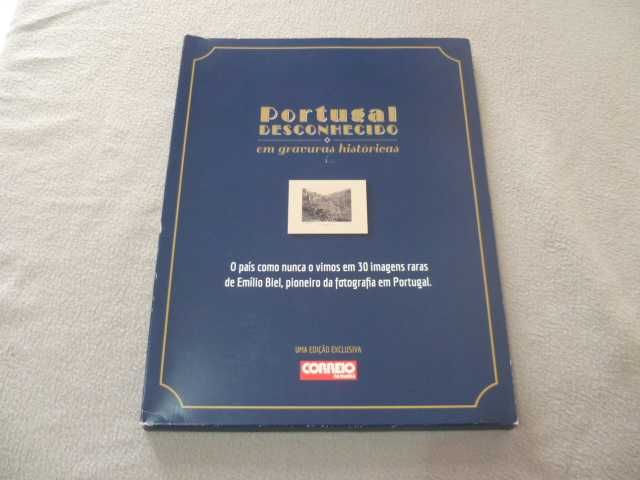 Portugal
DESCONHECIDO
em gravuras históricas
O país como nunca o vimos em 30 imagens raras
de Emílio Biel, pioneiro da fotografia em Portugal.
UMA EDIÇÃO EXCLUSIVA
CORREIO